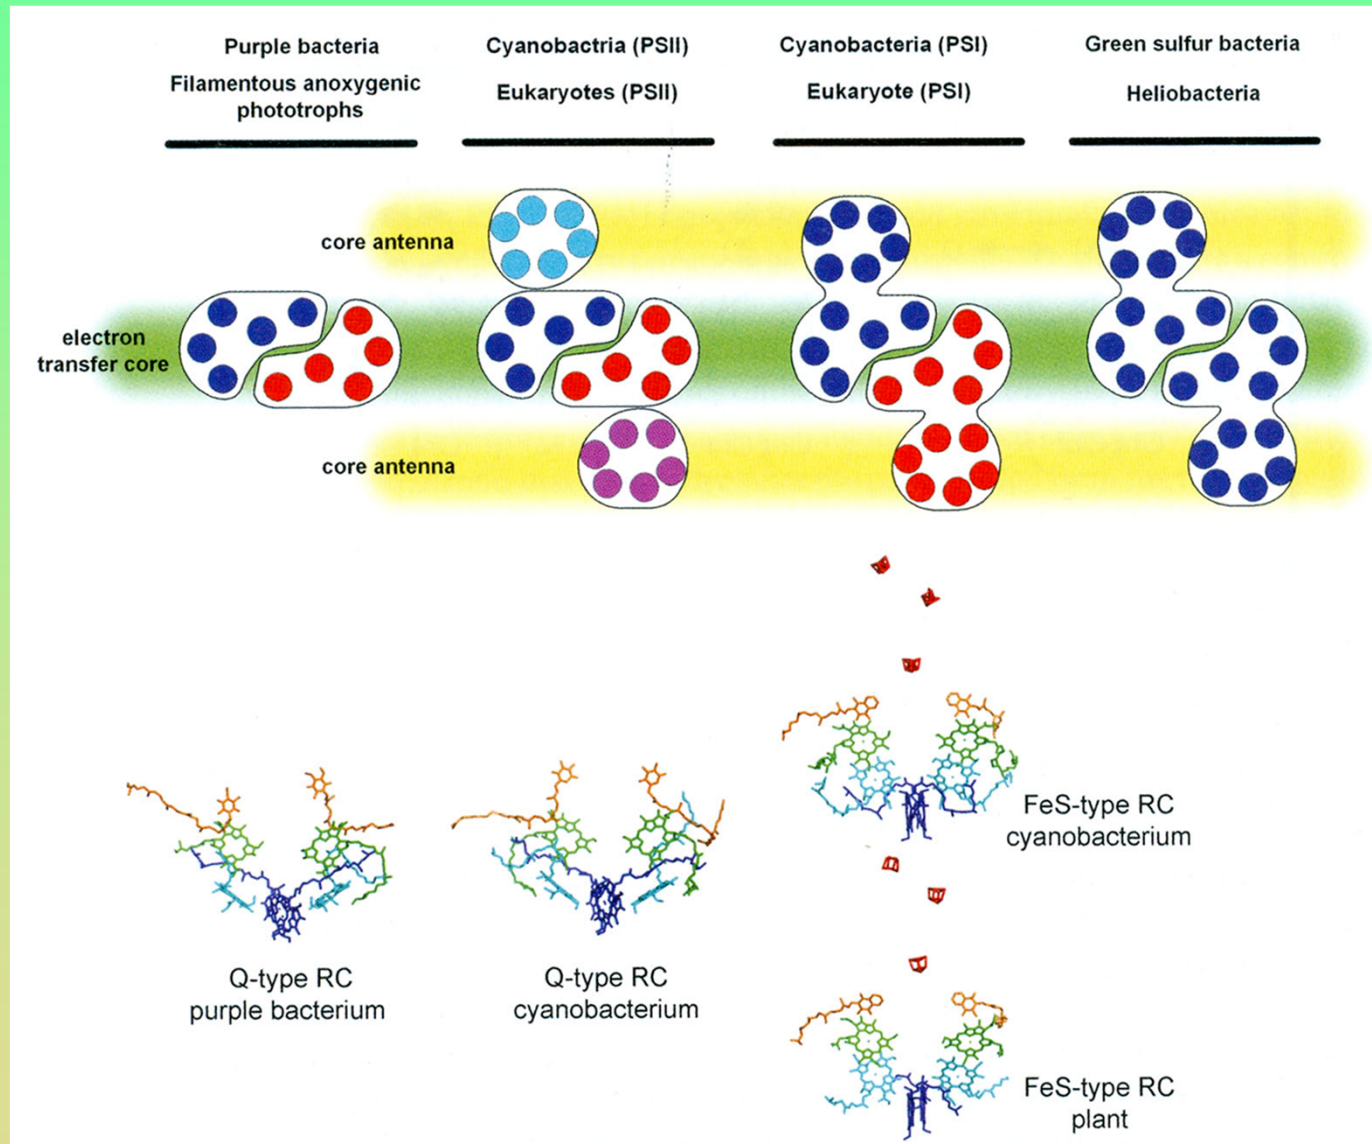 Purple bacteria
Filamentous anoxygenic
phototrophs
Cyanobactria (PSII)
Eukaryotes (PSII)
Cyanobacteria (PSI)
Eukaryote (PSI)
Green sulfur bacteria
Heliobacteria
core antenna
electron
transfer core
core antenna
Q-type RC
purple bacterium
Q-type RC
cyanobacterium
FeS-type RC
cyanobacterium
FeS-type RC
plant